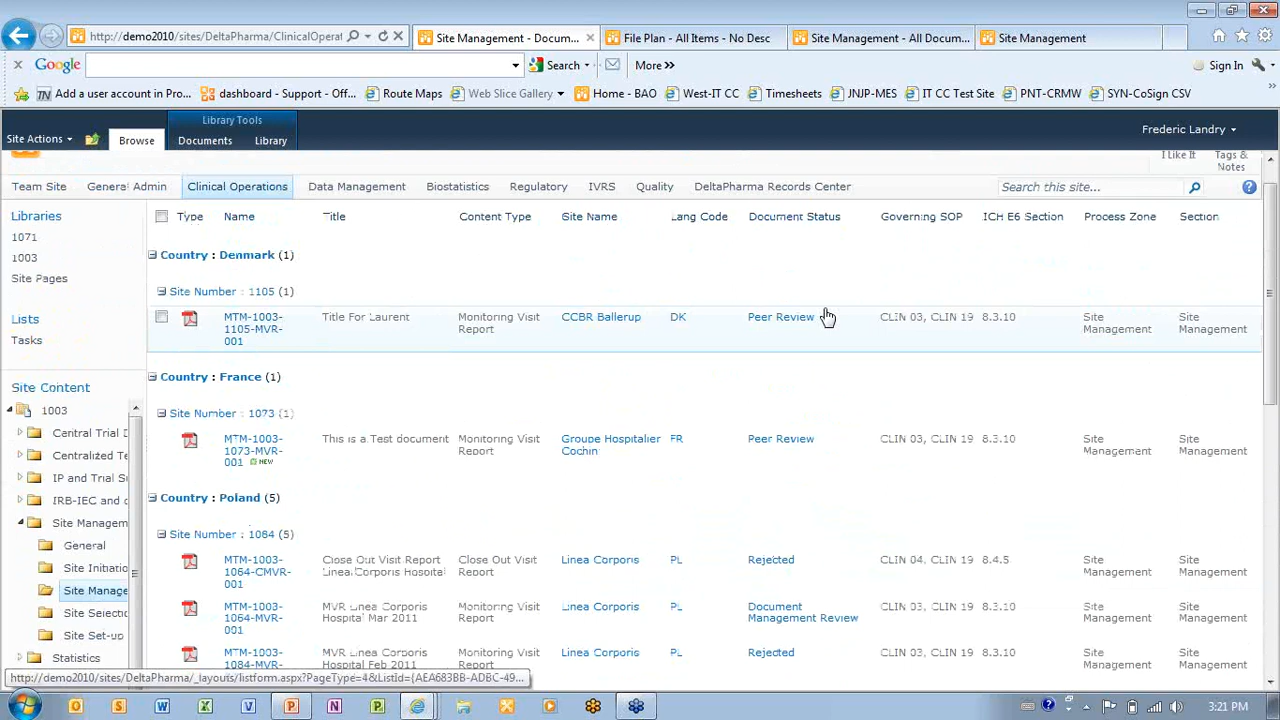 http://demo2010/sites/DeltaPharma/ClinicalOperat
Site Management - Docum...
File Plan - All Items - No Desc
Site Management - All Docum...
Site Management
Google
Search
More »
Sign In
Add a user account in Pro...
dashboard - Support - Off...
Route Maps
Web Slice Gallery
Home - BAO
West-IT CC
Timesheets
JNJP-MES
IT CC Test Site
PNT-CRMW
SYN-CoSign CSV
Library Tools
Site Actions
Browse
Documents
Library
Frederic Landry
I Like It
Tags & Notes
Team Site
General Admin
Clinical Operations
Data Management
Biostatistics
Regulatory
IVRS
Quality
DeltaPharma Records Center
Search this site...
Libraries
1071
1003
Site Pages
Lists
Tasks
Site Content
1003
Central Trial D
Centralized Te
IP and Trial S
IRB-IEC and
Site Managem
General
Site Initiatio
Site Manage
Site Selectio
Site Set-up
Statistics
Type
Name
Title
Content Type
Site Name
Lang Code
Document Status
Governing SOP
ICH E6 Section
Process Zone
Section
Country : Denmark (1)
Site Number : 1105 (1)
MTM-1003-
1105-MVR-
001
Title For Laurent
Monitoring Visit
Report
CCBR Ballerup
DK
Peer Review
CLIN 03, CLIN 19
8.3.10
Site
Management
Site
Management
Country : France (1)
Site Number : 1073 (1)
MTM-1003-
1073-MVR-
001 NEW
This is a Test document
Monitoring Visit
Report
Groupe Hospitalier
Cochin
FR
Peer Review
CLIN 03, CLIN 19
8.3.10
Site
Management
Site
Management
Country : Poland (5)
Site Number : 1084 (5)
MTM-1003-
1084-CMVR-
001
Close Out Visit Report
Linea Corporis Hospital
Close Out Visit
Report
Linea Corporis
PL
Rejected
CLIN 04, CLIN 19
8.4.5
Site
Management
Site
Management
MTM-1003-
1084-MVR-
001
MVR Linea Corporis
Hospital Mar 2011
Monitoring Visit
Report
Linea Corporis
PL
Document
Management Review
CLIN 03, CLIN 19
8.3.10
Site
Management
Site
Management
MTM-1003-
1084-MVR-
MVR Linea Corporis
Hospital Feb 2011
Monitoring Visit
Report
Linea Corporis
PL
Rejected
CLIN 03, CLIN 19
8.3.10
Site
Management
Site
Management
http://demo2010/sites/DeltaPharma/_layouts/listform.aspx?PageType=4&ListId={AEA683BB-ADBC-49...
3:21 PM